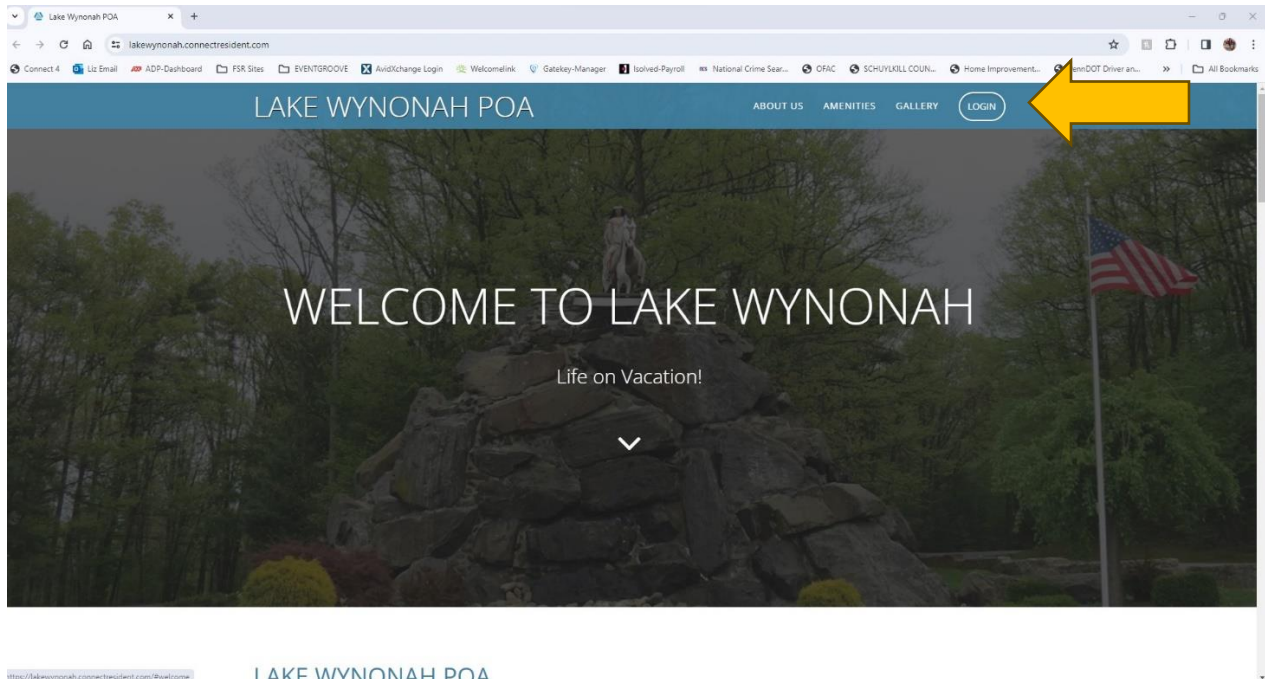 Lake Wynonah POA
lakewynonah.connectresident.com
Connect 4 Liz Email ADP-Dashboard FSR Sites EVENTGROOVE AvidXchange Login Welcomelink Gatekey-Manager Isolved-Payroll National Crime Sear... OFAC SCHUYLKILL COUN... Home Improvement... Driver an... » All Bookmarks
LAKE WYNONAH POA ABOUT US AMENITIES GALLERY LOGIN
WELCOME TO LAKE WYNONAH
Life on Vacation!
LAKE WYNONAH POA
https://lakewynonah.connectresident.com/#welcome